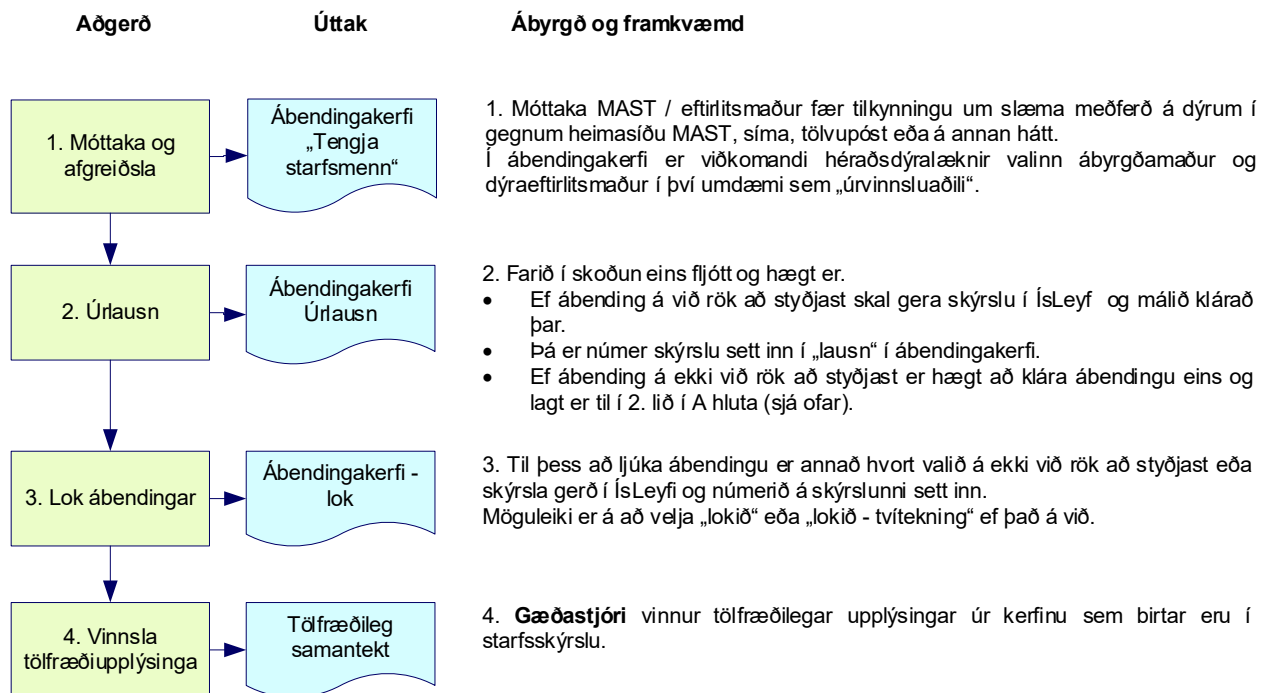 Aðgerð
Úttak
Ábyrgð og framkvæmd
1. Móttaka og
afgreiðsla
Ábendingakerfi
„Tengja
starfsmenn“
1. Móttaka MAST / eftirlitsmaður fær tilkynningu um slæma meðferð á dýrum í
gegnum heimasíðu MAST, síma, tölvupóst eða á annan hátt.
Í ábendingakerfi er viðkomandi héraðsdýralæknir valinn ábyrgðamaður og
dýraeftirlitsmaður í því umdæmi sem „úrvinnsluaðili“.
2. Úrlausn
Ábendingakerfi
Úrlausn
2. Farið í skoðun eins fljótt og hægt er.
• Ef ábending á við rök að styðjast skal gera skýrslu í ÍsLeyf og málið klárað
þar.
• Þá er númer skýrslu sett inn í „lausn“ í ábendingakerfi.
• Ef ábending á ekki við rök að styðjast er hægt að klára ábendingu eins og
lagt er til í 2. lið í A hluta (sjá ofar).
3. Lok ábendingar
Ábendingakerfi -
lok
3. Til þess að ljúka ábendingu er annað hvort valið á ekki við rök að styðjast eða
skýrsla gerð í ÍsLeyfi og númerið á skýrslunni sett inn.
Möguleiki er á að velja „lokið“ eða „lokið - tvítekning“ ef það á við.
4. Vinnsla
tölfræðiupplýsinga
Tölfræðileg
samantekt
4. Gæðastjóri vinnur tölfræðilegar upplýsingar úr kerfinu sem birtar eru í
starfsskýrslu.